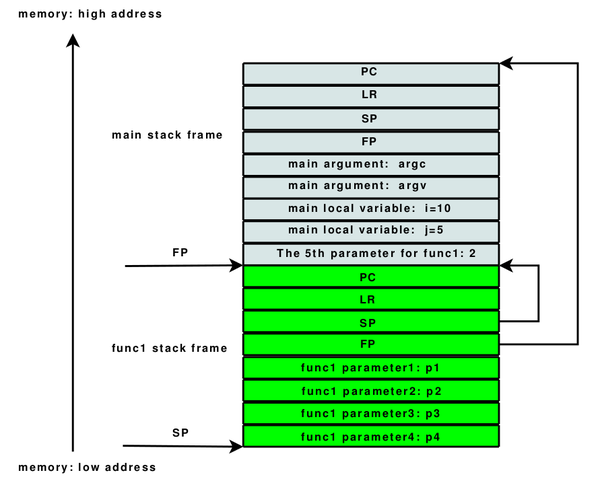 memory: high address
PC
LR
SP
main stack frame
FP
main argument: argc
main argument: argv
main local variable: i=10
main local variable: j=5
The 5th parameter for func1: 2
FP
PC
LR
SP
func1 stack frame
FP
func1 parameter1: p1
func1 parameter2: p2
func1 parameter3: p3
SP
func1 parameter4: p4
memory: low address